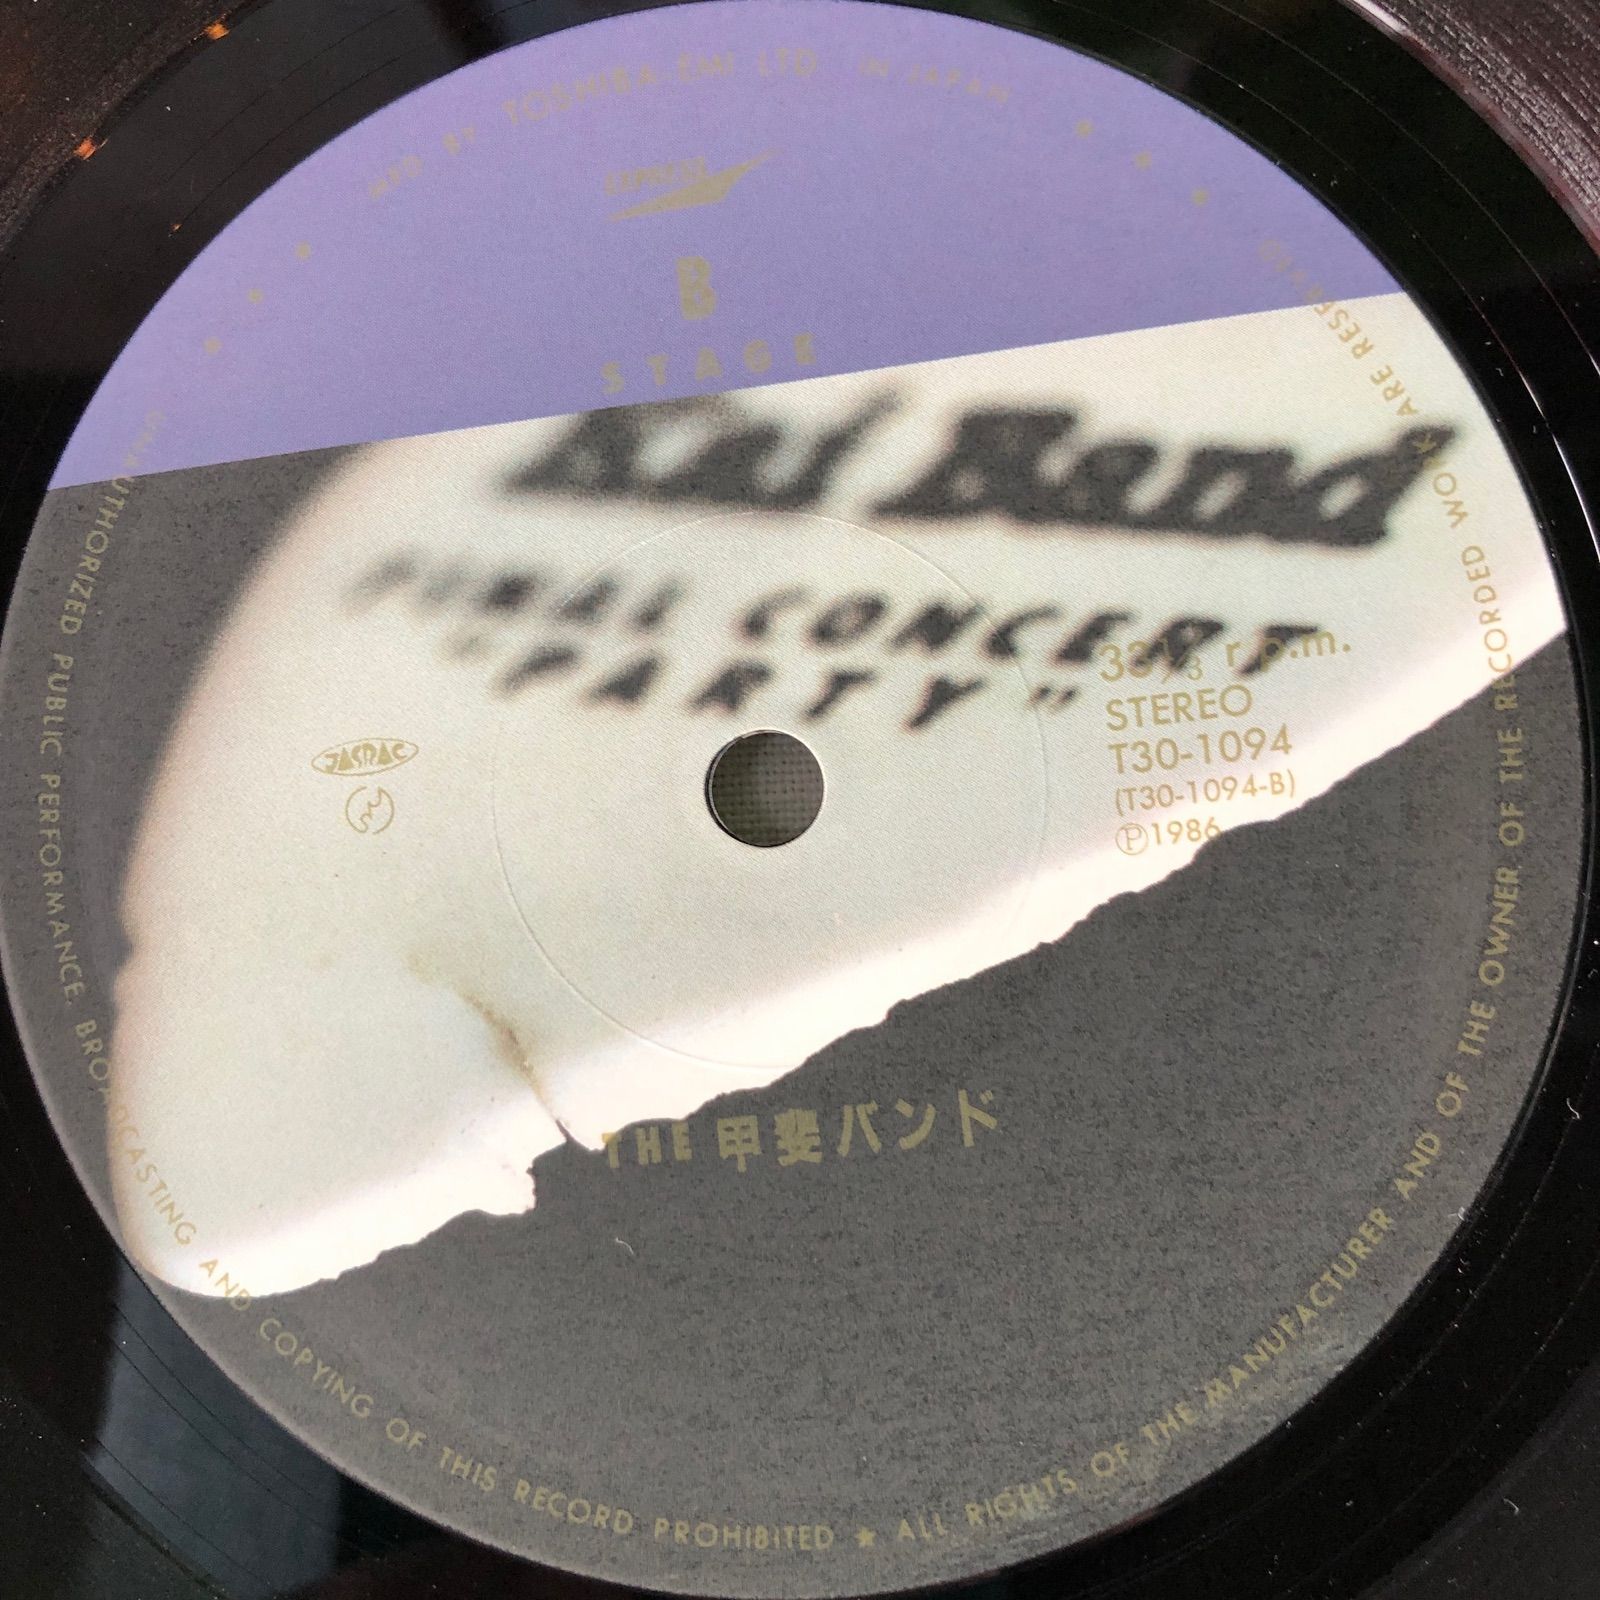 MFD BY TOSHIBA EMI LTD IN JAPAN
EXPRESS
B
STAGE
Kai Band
FINAL CONCERT
"PARTY"
33⅓ r.p.m.
STEREO
T30-1094
(T30-1094-B)
Ⓟ1986
JASRAC
THE 甲斐バンド
UNAUTHORIZED PUBLIC PERFORMANCE, BROADCASTING AND COPYING OF THIS RECORD PROHIBITED ★ ALL RIGHTS OF THE MANUFACTURER AND OF THE OWNER OF THE RECORDED WORK ARE RESERVED